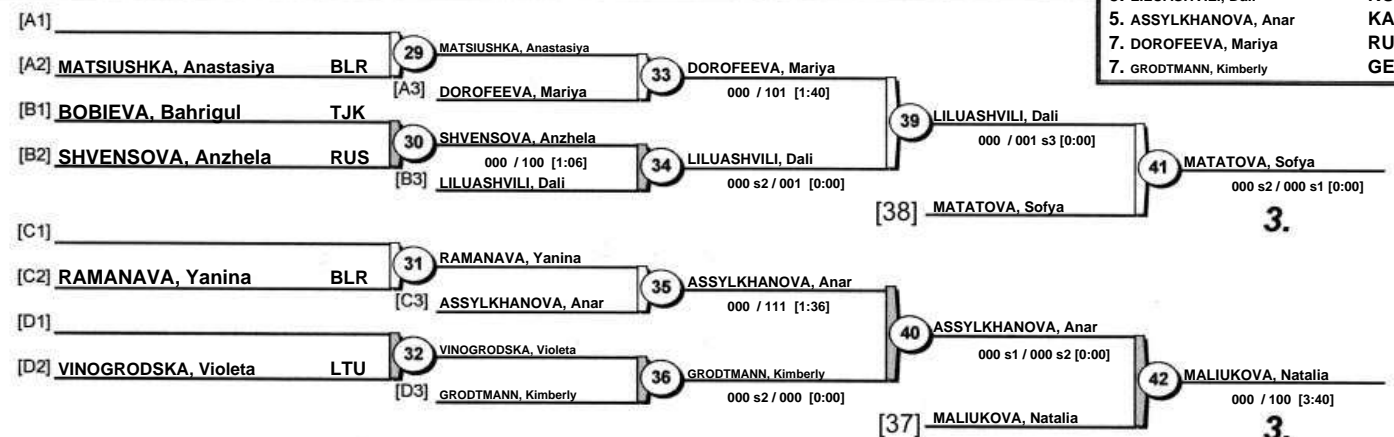 5. ASSYLKHANOVA, Anar KA
7. DOROFEEVA, Mariya RU
7. GRODTMANN, Kimberly GE
[A1]
[A2] MATSIUSHKA, Anastasiya BLR
29
MATSIUSHKA, Anastasiya
[A3]
DOROFEEVA, Mariya
33
DOROFEEVA, Mariya
000 / 101 [1:40]
[B1] BOBIEVA, Bahrigul TJK
[B2] SHVENSOVA, Anzhela RUS
30
SHVENSOVA, Anzhela
000 / 100 [1:06]
[B3]
LILUASHVILI, Dali
34
LILUASHVILI, Dali
000 s2 / 001 [0:00]
39
LILUASHVILI, Dali
000 / 001 s3 [0:00]
[38] MATATOVA, Sofya
41
MATATOVA, Sofya
000 s2 / 000 s1 [0:00]
3.
[C1]
[C2] RAMANAVA, Yanina BLR
31
RAMANAVA, Yanina
[C3]
ASSYLKHANOVA, Anar
35
ASSYLKHANOVA, Anar
000 / 111 [1:36]
[D1]
[D2] VINOGRODSKA, Violeta LTU
32
VINOGRODSKA, Violeta
[D3]
GRODTMANN, Kimberly
36
GRODTMANN, Kimberly
000 s2 / 000 [0:00]
40
ASSYLKHANOVA, Anar
000 s1 / 000 s2 [0:00]
[37] MALIUKOVA, Natalia
42
MALIUKOVA, Natalia
000 / 100 [3:40]
3.